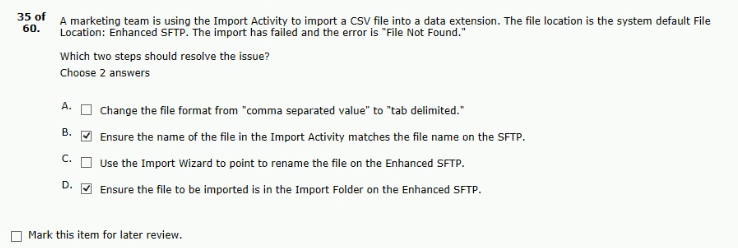 35 of 60. A marketing team is using the Import Activity to import a CSV file into a data extension. The file location is the system default File
Location: Enhanced SFTP. The import has failed and the error is "File Not Found."
Which two steps should resolve the issue?
Choose 2 answers
A. Change the file format from "comma separated value" to "tab delimited."
B. Ensure the name of the file in the Import Activity matches the file name on the SFTP.
C. Use the Import Wizard to point to rename the file on the Enhanced SFTP.
D. Ensure the file to be imported is in the Import Folder on the Enhanced SFTP.
Mark this item for later review.